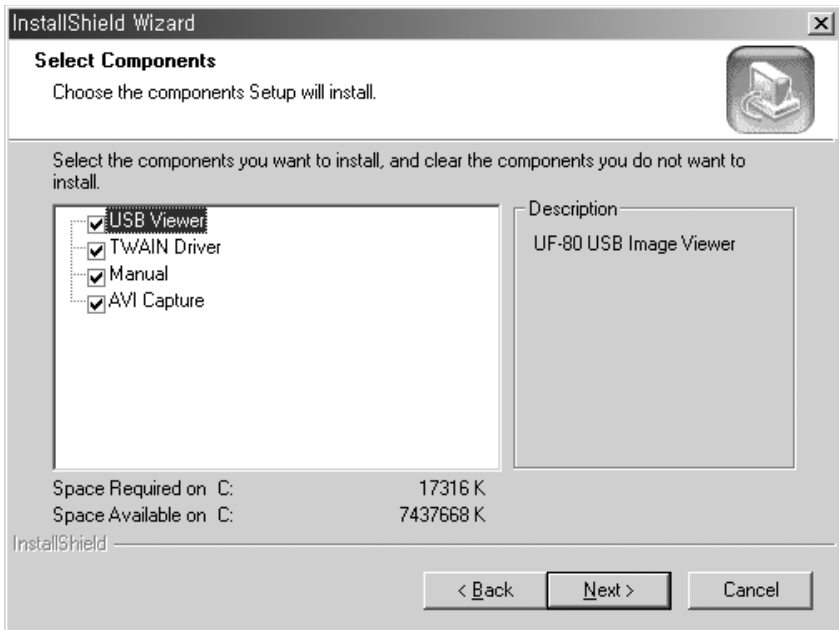 InstallShield Wizard
Select Components
Choose the components Setup will install.
Select the components you want to install, and clear the components you do not want to
install.
USB Viewer
TWAIN Driver
Manual
AVI Capture
Description
UF-80 USB Image Viewer
Space Required on C: 17316 K
Space Available on C: 7437668 K
InstallShield
< Back Next > Cancel